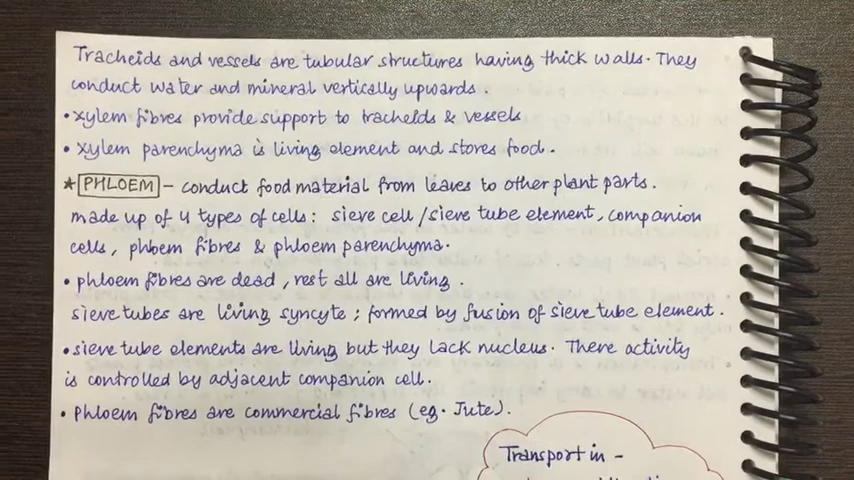 Tracheids and vessels are tubular structures having thick walls. They
conduct water and mineral vertically upwards.
• xylem fibres provide support to tracheids & vessels
• xylem parenchyma is living element and stores food.
★ PHLOEM - conduct food material from leaves to other plant parts.
made up of 4 types of cells: sieve cell/sieve tube element, companion
cells, phloem fibres & phloem parenchyma.
• phloem fibres are dead, rest all are living.
sieve tubes are living syncyte; formed by fusion of sieve tube element.
• sieve tube elements are living but they lack nucleus. There activity
is controlled by adjacent companion cell.
• Phloem fibres are commercial fibres (eg. Jute).
Transport in -